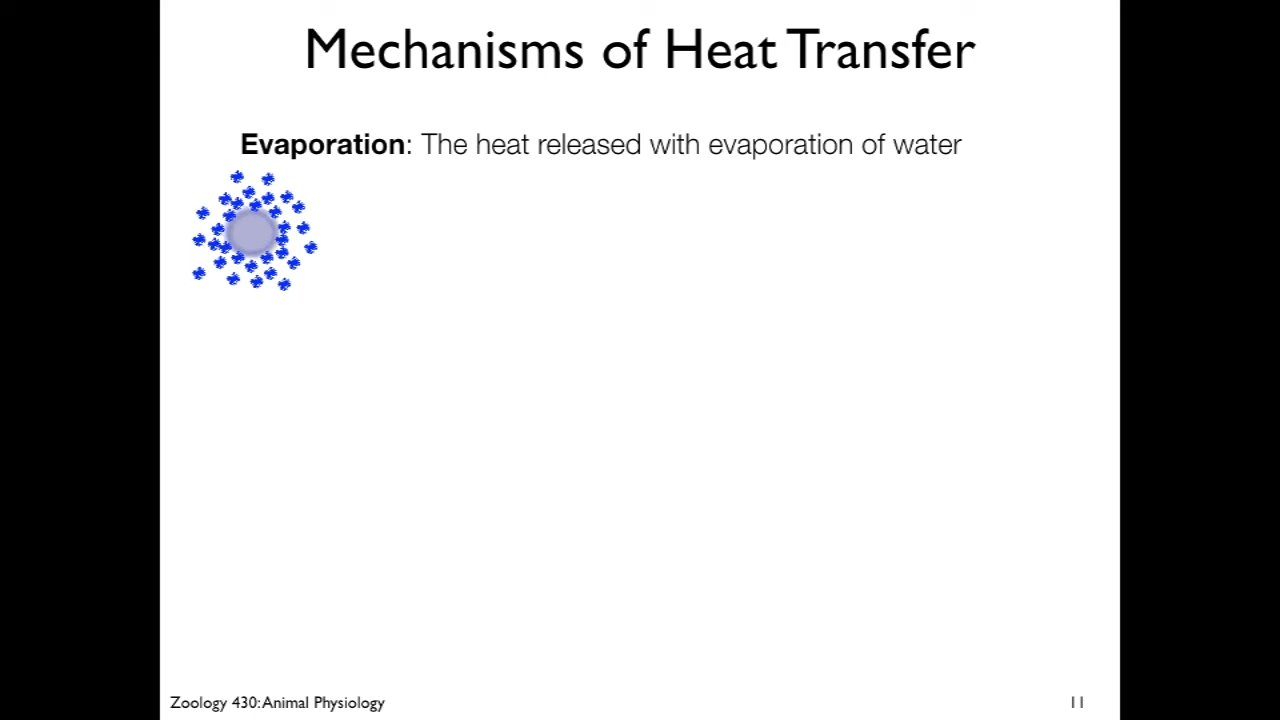 Mechanisms of Heat Transfer
Evaporation: The heat released with evaporation of water
Zoology 430: Animal Physiology
11